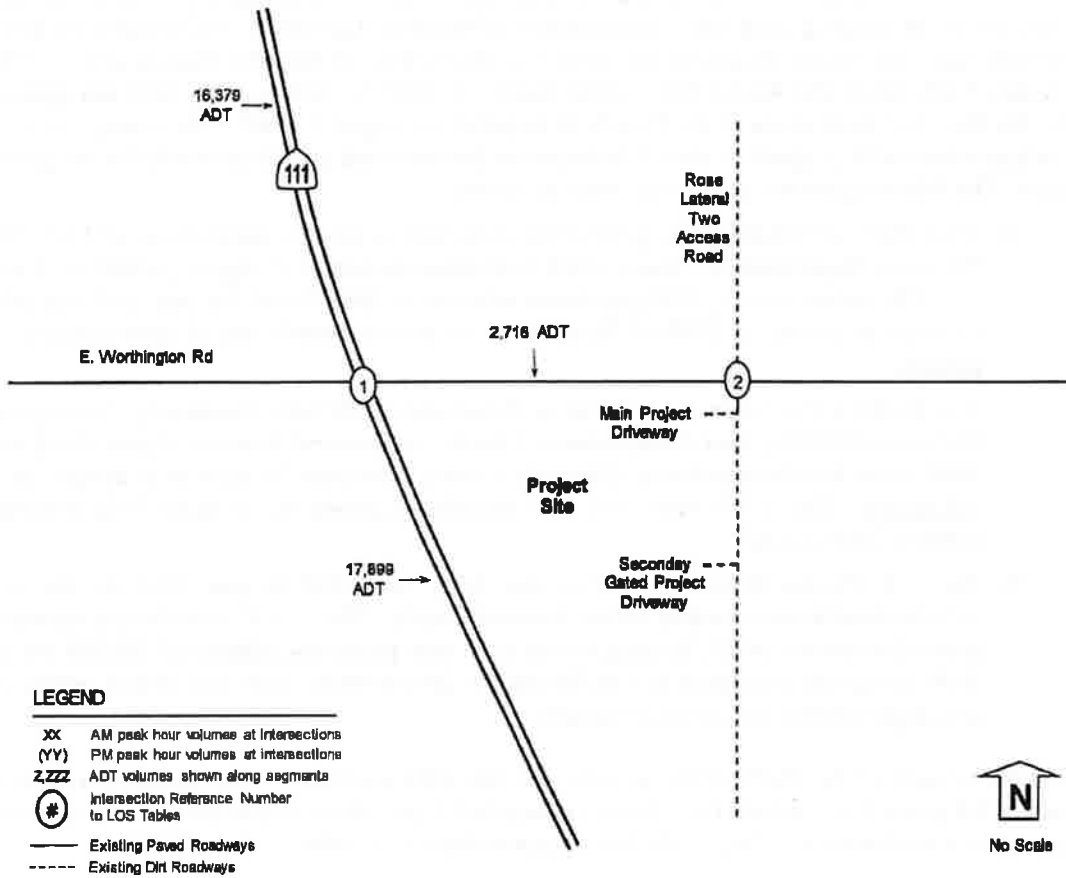 16,379
ADT
111
Rose
Lateral
Two
Access
Road
2,716 ADT
E. Worthington Rd
1
2
Main Project
Driveway
Project
Site
Seconday
Gated Project
Driveway
17,899
ADT
LEGEND
XX AM peak hour volumes at intersections
(YY) PM peak hour volumes at intersections
Z,ZZZ ADT volumes shown along segments
# Intersection Reference Number
to LOS Tables
Existing Paved Roadways
Existing Dirt Roadways
N
No Scale